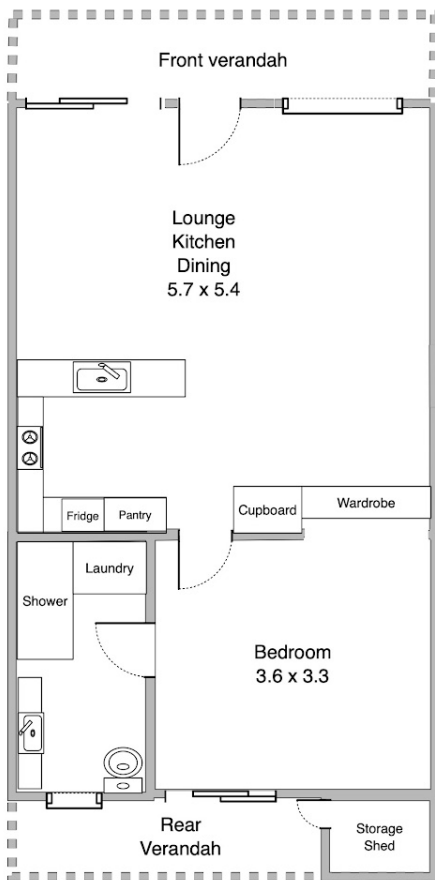 Front verandah
Lounge
Kitchen
Dining
5.7 x 5.4
Fridge
Pantry
Cupboard
Wardrobe
Laundry
Shower
Bedroom
3.6 x 3.3
Rear
Verandah
Storage
Shed